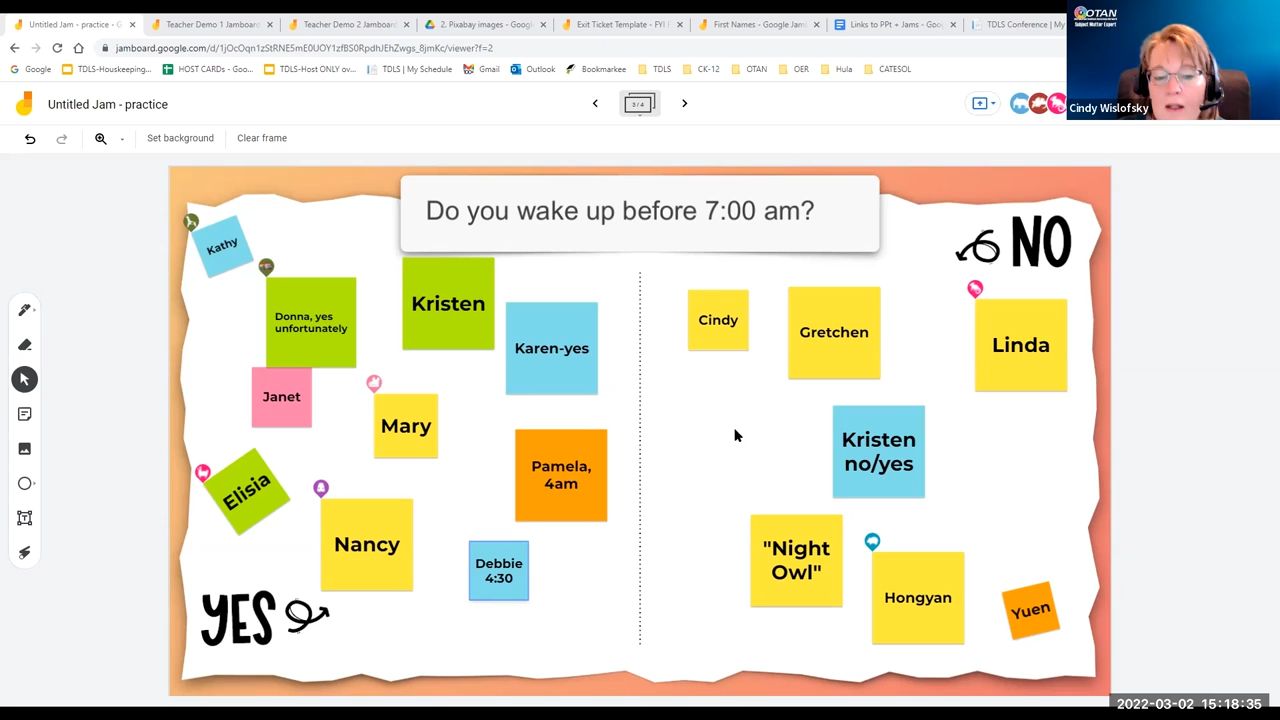 Untitled Jam - practice - G
Teacher Demo 1 Jamboard
Teacher Demo 2 Jamboard
2. Pixabay images - Google
Exit Ticket Template - FYI
First Names - Google Jam
Links to PPt + Jams - Goo
TDLS Conference | My
OTAN
Subject Matter Expert
jamboard.google.com/d/1jOcOqn1zStRNE5mE0UOY1zfBS0RpdhJEhZwgs_8jmKc/viewer?f=2
Google
TDLS-Housekeeping...
HOST CARDs - Goo...
TDLS-Host ONLY ov...
TDLS | My Schedule
Gmail
Outlook
Bookmarkee
TDLS
CK-12
OTAN
OER
Hula
CATESOL
Cindy Wislofsky
Untitled Jam - practice
3 / 4
Set background
Clear frame
Do you wake up before 7:00 am?
Kathy
Donna, yes
unfortunately
Kristen
Karen-yes
Janet
Mary
Pamela,
4am
Elisia
Nancy
Debbie
4:30
YES
NO
Cindy
Gretchen
Linda
Kristen
no/yes
"Night
Owl"
Hongyan
Yuen
2022-03-02 15:18:35